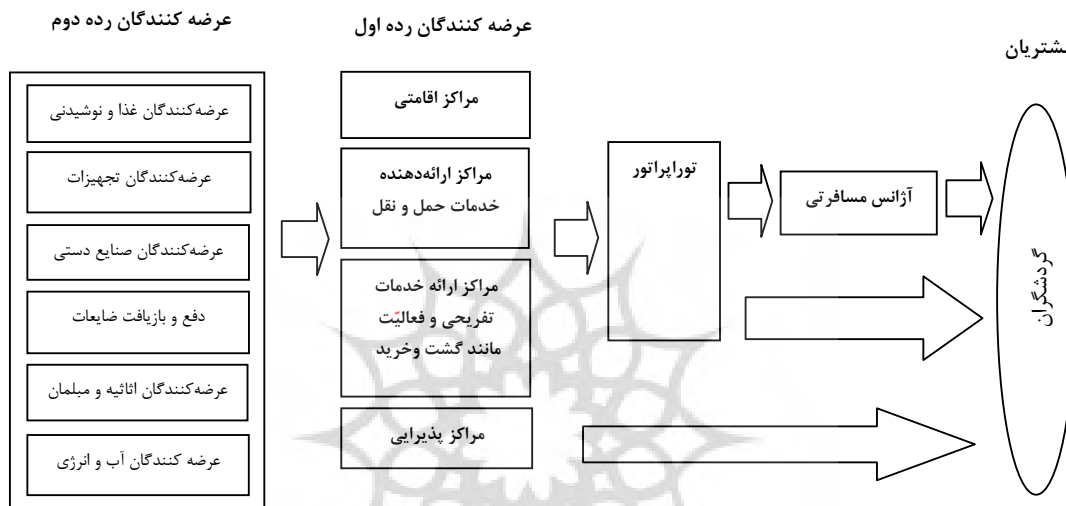 عرضه کنندگان رده دوم
عرضه کنندگان رده اول
مشتریان
عرضه‌کنندگان غذا و نوشیدنی
عرضه‌کنندگان تجهیزات
عرضه‌کنندگان صنایع دستی
دفع و بازیافت ضایعات
عرضه‌کنندگان اثاثیه و مبلمان
عرضه کنندگان آب و انرژی
مراکز اقامتی
مراکز ارائه‌دهنده
خدمات حمل و نقل
مراکز ارائه خدمات
تفریحی و فعالیّت
مانند گشت وخرید
مراکز پذیرایی
توراپراتور
آژانس مسافرتی
گردشگران